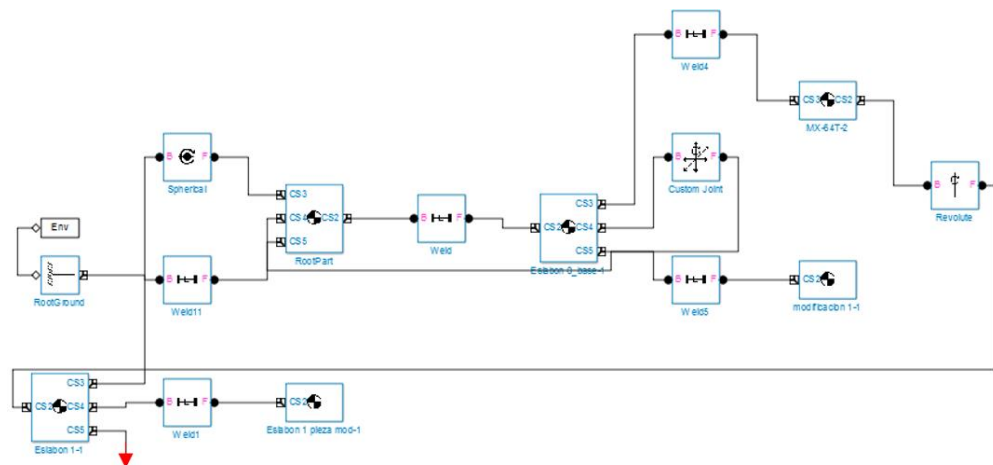 B F
Weld4
CS3 CS2
MX-64T-2
B F
Spherical
B F
Custom Joint
B F
Revolute
CS3
CS4 CS2
CS5
RootPart
B F
Weld
CS3
CS2 CS4
CS5
Eslabon 0_base-1
Env
RootGround
B F
Weld11
B F
Weld5
CS2
modificacion 1-1
CS3
CS2 CS4
CS5
Eslabon 1-1
B F
Weld1
CS2
Eslabon 1 pieza mod-1